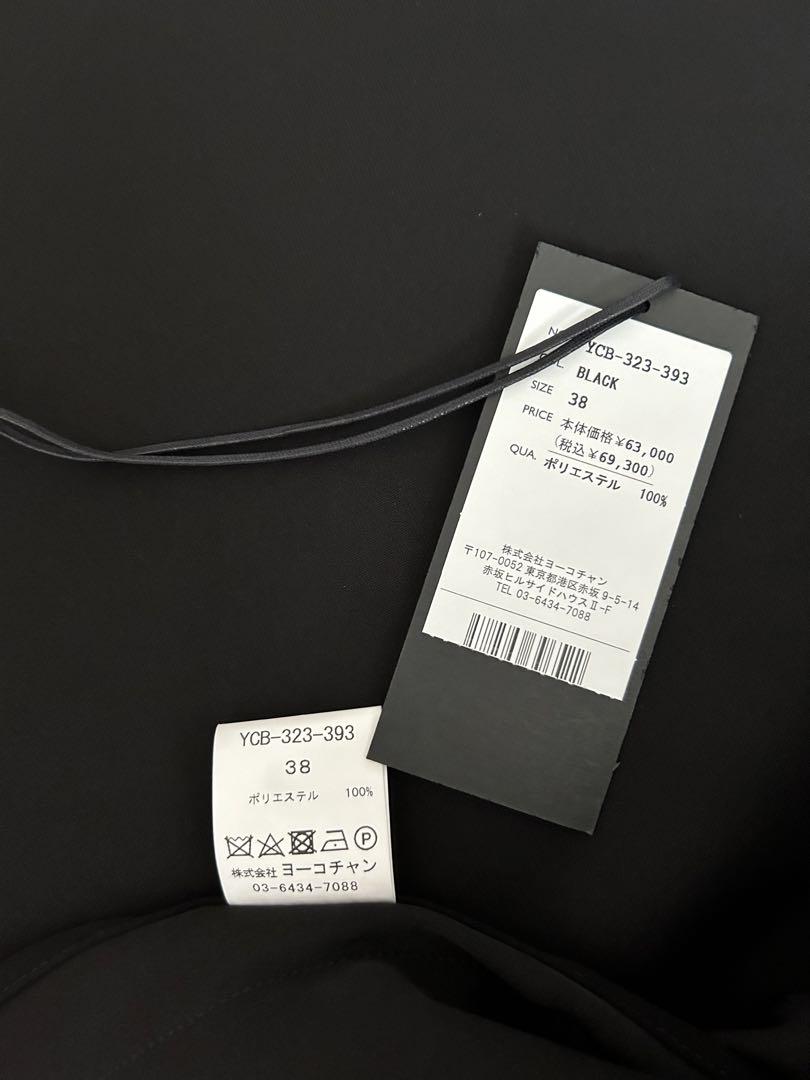 YCB-323-393
BLACK
SIZE 38
PRICE 本体価格¥63,000
(税込¥69,300)
QUA. ポリエステル 100%
株式会社ヨーコチャン
〒107-0052 東京都港区赤坂 9-5-14
赤坂ヒルサイドハウスⅡ-F
TEL 03-6434-7088
YCB-323-393
38
ポリエステル 100%
P
株式会社 ヨーコチャン
03-6434-7088